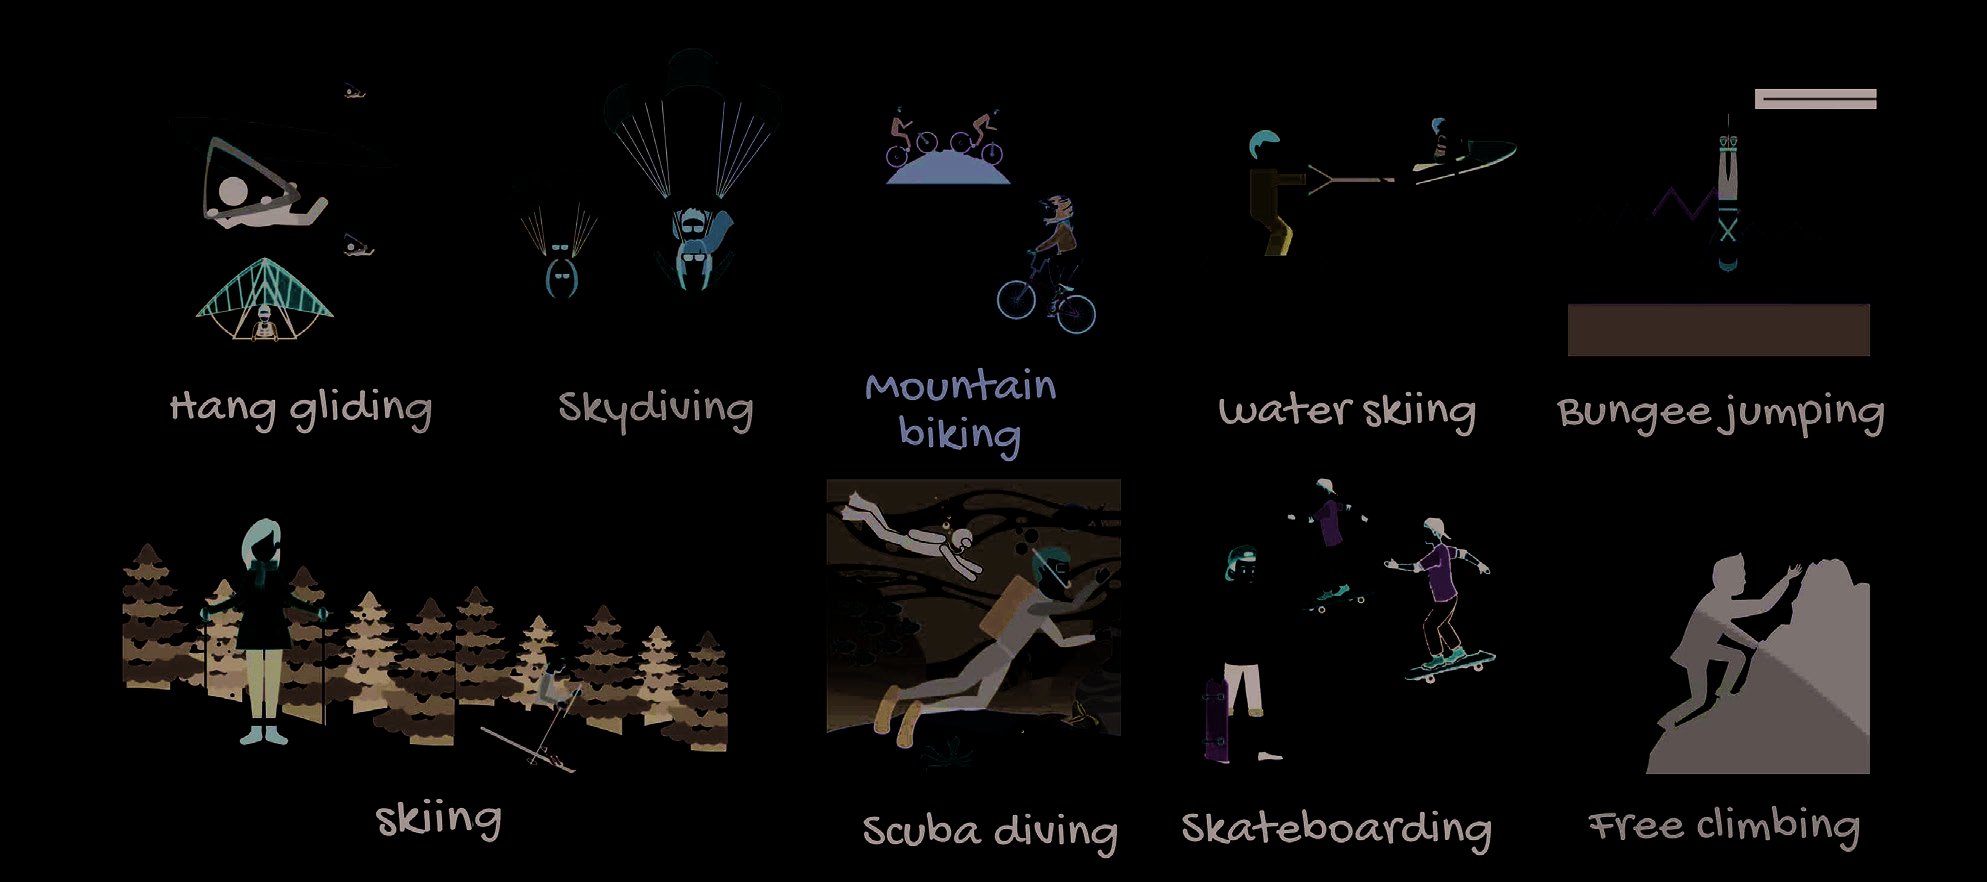 Hang gliding
Skydiving
Mountain
biking
water skiing
Bungee jumping
skiing
Scuba diving
Skateboarding
Free climbing